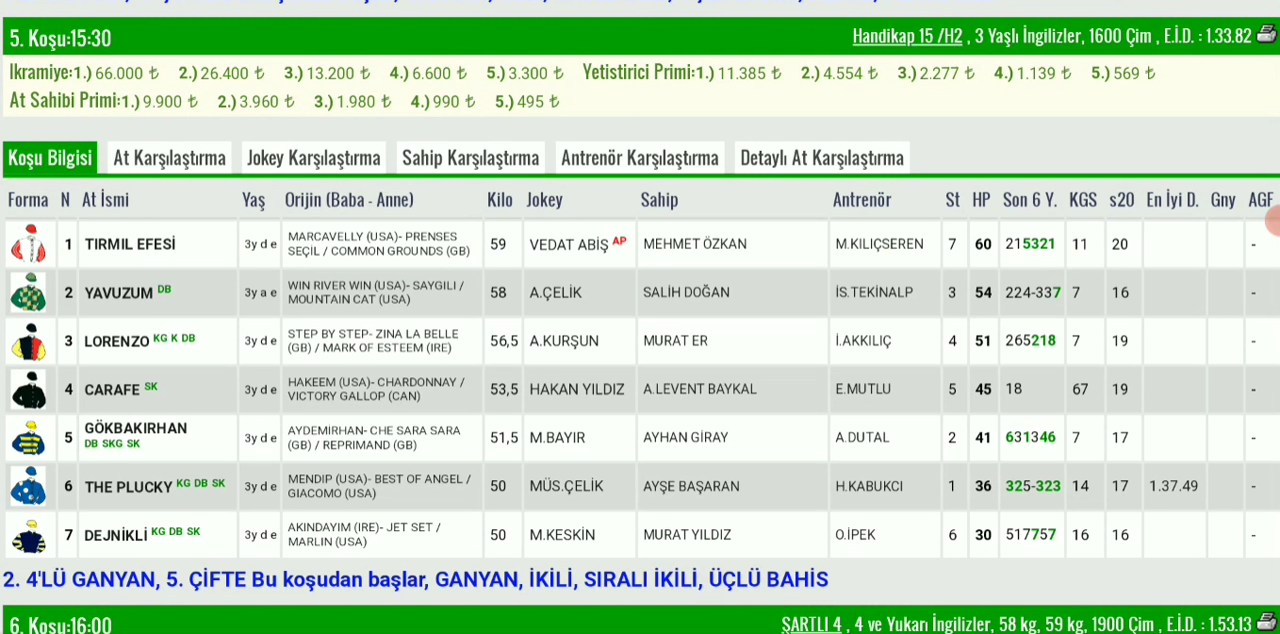 5. Koşu:15:30 Handikap 15 /H2 , 3 Yaşlı İngilizler, 1600 Çim , E.İ.D. : 1.33.82
Ikramiye:1.) 66.000 ₺ 2.) 26.400 ₺ 3.) 13.200 ₺ 4.) 6.600 ₺ 5.) 3.300 ₺ Yetistirici Primi:1.) 11.385 ₺ 2.) 4.554 ₺ 3.) 2.277 ₺ 4.) 1.139 ₺ 5.) 569 ₺
At Sahibi Primi:1.) 9.900 ₺ 2.) 3.960 ₺ 3.) 1.980 ₺ 4.) 990 ₺ 5.) 495 ₺
Koşu Bilgisi At Karşılaştırma Jokey Karşılaştırma Sahip Karşılaştırma Antrenör Karşılaştırma Detaylı At Karşılaştırma
Forma N At İsmi Yaş Orijin (Baba - Anne) Kilo Jokey Sahip Antrenör St HP Son 6 Y. KGS s20 En İyi D. Gny AGF
1 TIRMIL EFESİ 3y d e MARCAVELLY (USA)- PRENSES SEÇİL / COMMON GROUNDS (GB) 59 VEDAT ABİŞ AP MEHMET ÖZKAN M.KILIÇSEREN 7 60 215321 11 20 -
2 YAVUZUM DB 3y a e WIN RIVER WIN (USA)- SAYGILI / MOUNTAIN CAT (USA) 58 A.ÇELİK SALİH DOĞAN İS.TEKİNALP 3 54 224-337 7 16 -
3 LORENZO KG K DB 3y d e STEP BY STEP- ZINA LA BELLE (GB) / MARK OF ESTEEM (IRE) 56,5 A.KURŞUN MURAT ER İ.AKKILIÇ 4 51 265218 7 19 -
4 CARAFE SK 3y d e HAKEEM (USA)- CHARDONNAY / VICTORY GALLOP (CAN) 53,5 HAKAN YILDIZ A.LEVENT BAYKAL E.MUTLU 5 45 18 67 19 -
5 GÖKBAKIRHAN DB SKG SK 3y d e AYDEMIRHAN- CHE SARA SARA (GB) / REPRIMAND (GB) 51,5 M.BAYIR AYHAN GİRAY A.DUTAL 2 41 631346 7 17 -
6 THE PLUCKY KG DB SK 3y d e MENDIP (USA)- BEST OF ANGEL / GIACOMO (USA) 50 MÜS.ÇELİK AYŞE BAŞARAN H.KABUKCI 1 36 325-323 14 17 1.37.49 -
7 DEJNİKLİ KG DB SK 3y d e AKINDAYIM (IRE)- JET SET / MARLIN (USA) 50 M.KESKİN MURAT YILDIZ O.İPEK 6 30 517757 16 16 -
2. 4'LÜ GANYAN, 5. ÇİFTE Bu koşudan başlar, GANYAN, İKİLİ, SIRALI İKİLİ, ÜÇLÜ BAHİS
6. Koşu:16:00 ŞARTLI 4 , 4 ve Yukarı İngilizler, 58 kg, 59 kg, 1900 Çim , E.İ.D. : 1.53.13